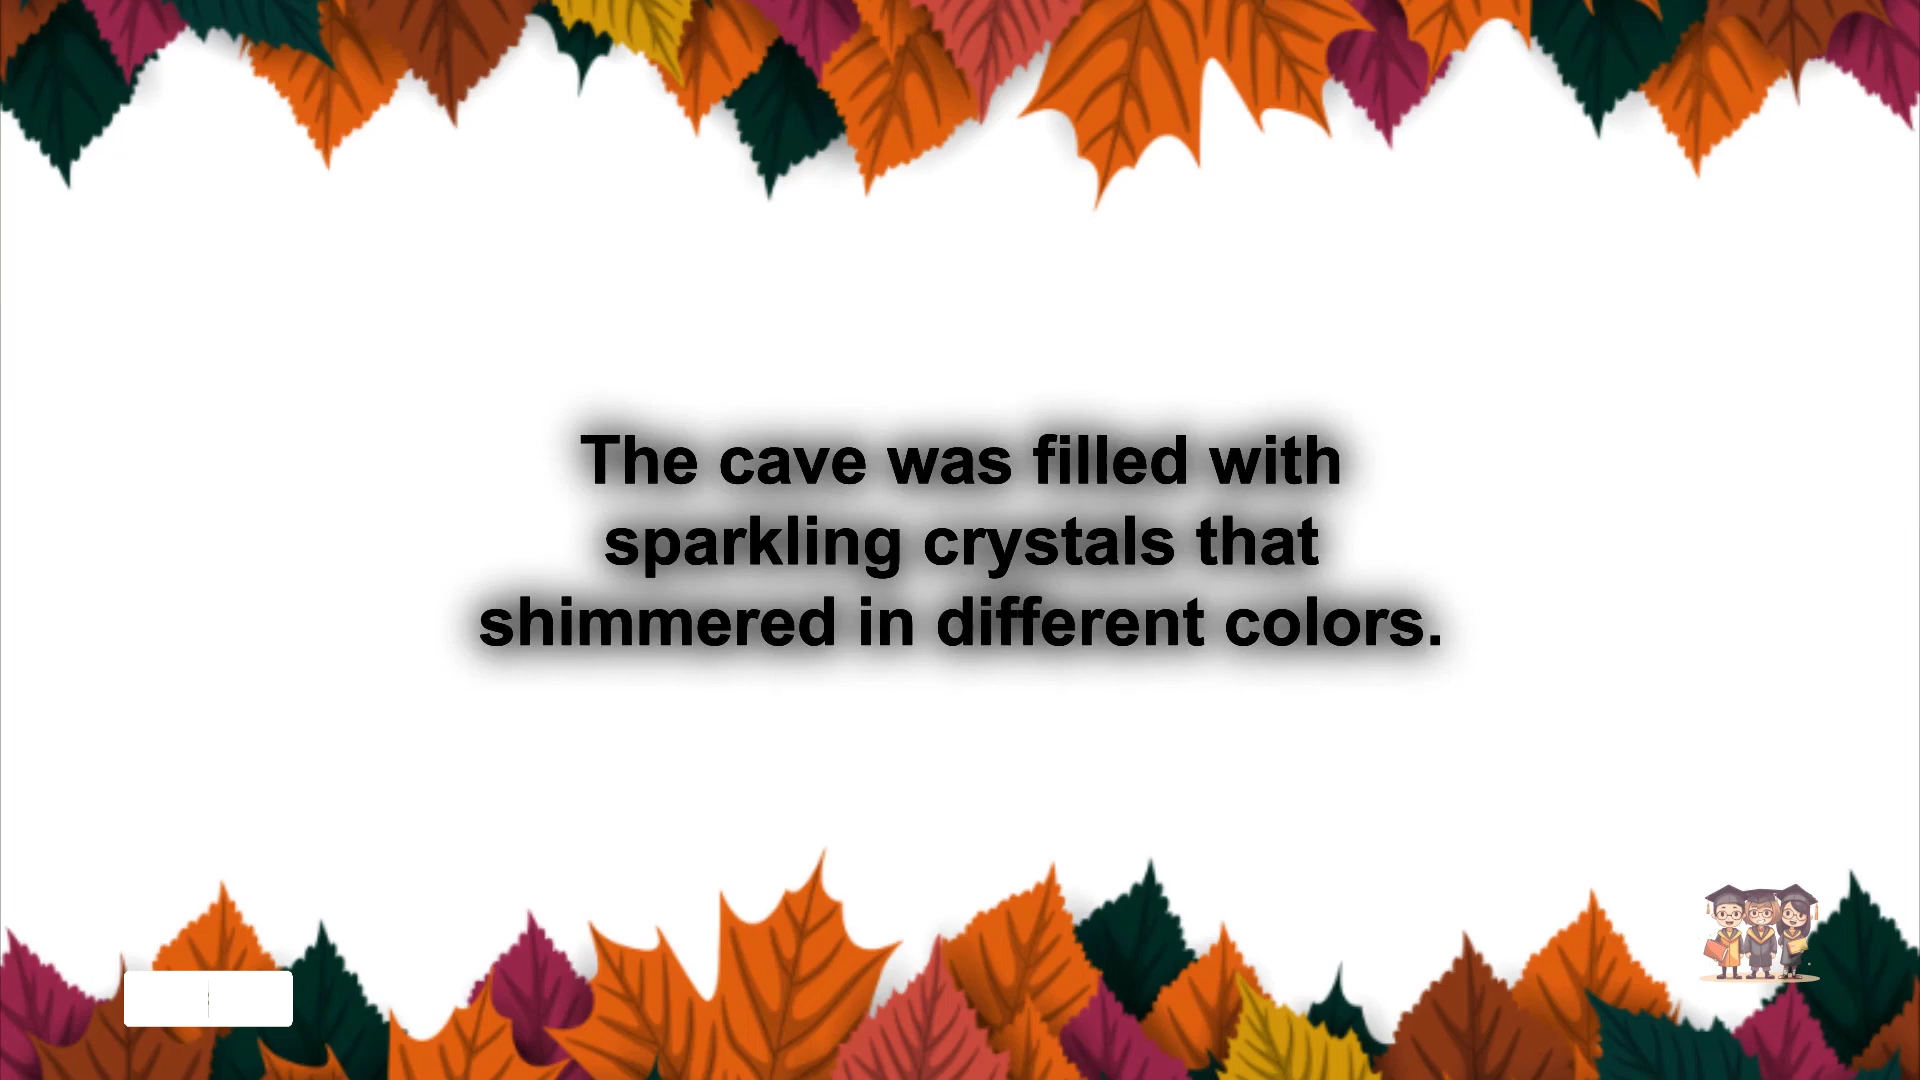 The cave was filled with
sparkling crystals that
shimmered in different colors.